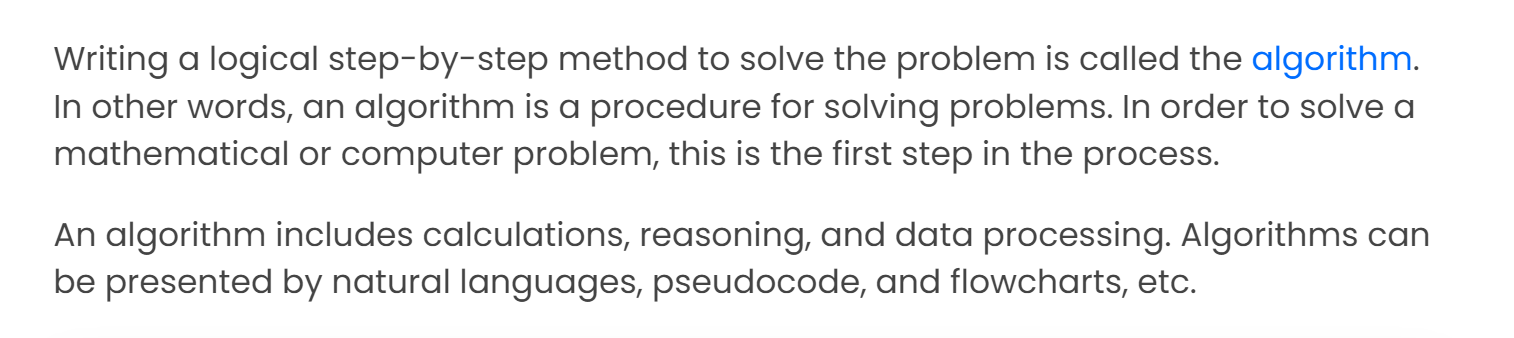 Writing a logical step-by-step method to solve the problem is called the algorithm.
In other words, an algorithm is a procedure for solving problems. In order to solve a
mathematical or computer problem, this is the first step in the process.
An algorithm includes calculations, reasoning, and data processing. Algorithms can
be presented by natural languages, pseudocode, and flowcharts, etc.